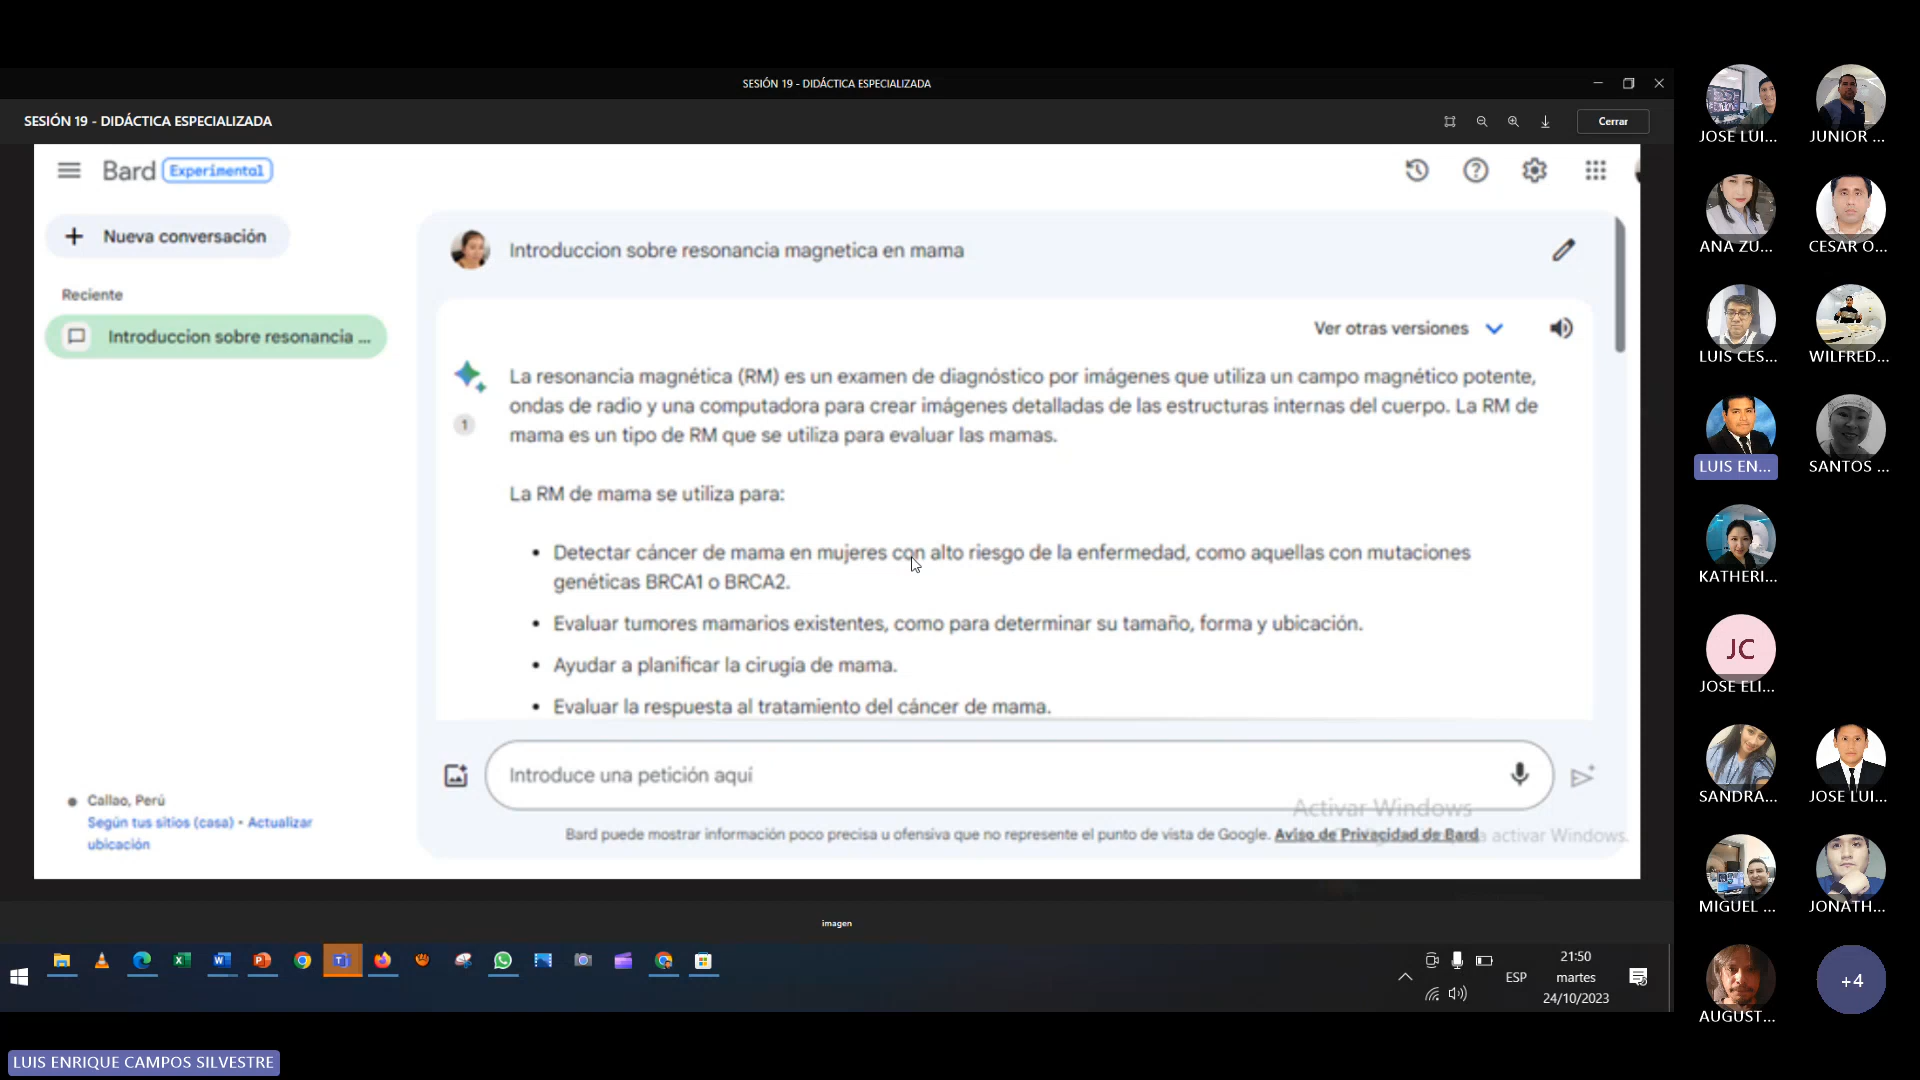 SESIÓN 19 - DIDÁCTICA ESPECIALIZADA
SESIÓN 19 - DIDÁCTICA ESPECIALIZADA
Cerrar
Bard Experimental
Nueva conversación
Reciente
Introduccion sobre resonancia ...
Introduccion sobre resonancia magnetica en mama
Ver otras versiones
La resonancia magnética (RM) es un examen de diagnóstico por imágenes que utiliza un campo magnético potente,
ondas de radio y una computadora para crear imágenes detalladas de las estructuras internas del cuerpo. La RM de
mama es un tipo de RM que se utiliza para evaluar las mamas.
1
La RM de mama se utiliza para:
• Detectar cáncer de mama en mujeres con alto riesgo de la enfermedad, como aquellas con mutaciones
genéticas BRCA1 o BRCA2.
• Evaluar tumores mamarios existentes, como para determinar su tamaño, forma y ubicación.
• Ayudar a planificar la cirugía de mama.
• Evaluar la respuesta al tratamiento del cáncer de mama.
Introduce una petición aquí
Callao, Perú
Según tus sitios (casa) • Actualizar
ubicación
Activar Windows
Bard puede mostrar información poco precisa u ofensiva que no represente el punto de vista de Google. Aviso de Privacidad de Bard
a activar Windows.
imagen
ESP
21:50
martes
24/10/2023
LUIS ENRIQUE CAMPOS SILVESTRE
JOSE LUI...
JUNIOR ...
ANA ZU...
CESAR O...
LUIS CES...
WILFRED...
LUIS EN...
SANTOS ...
KATHERI...
JC
JOSE ELI...
SANDRA...
JOSE LUI...
MIGUEL ...
JONATH...
AUGUST...
+4